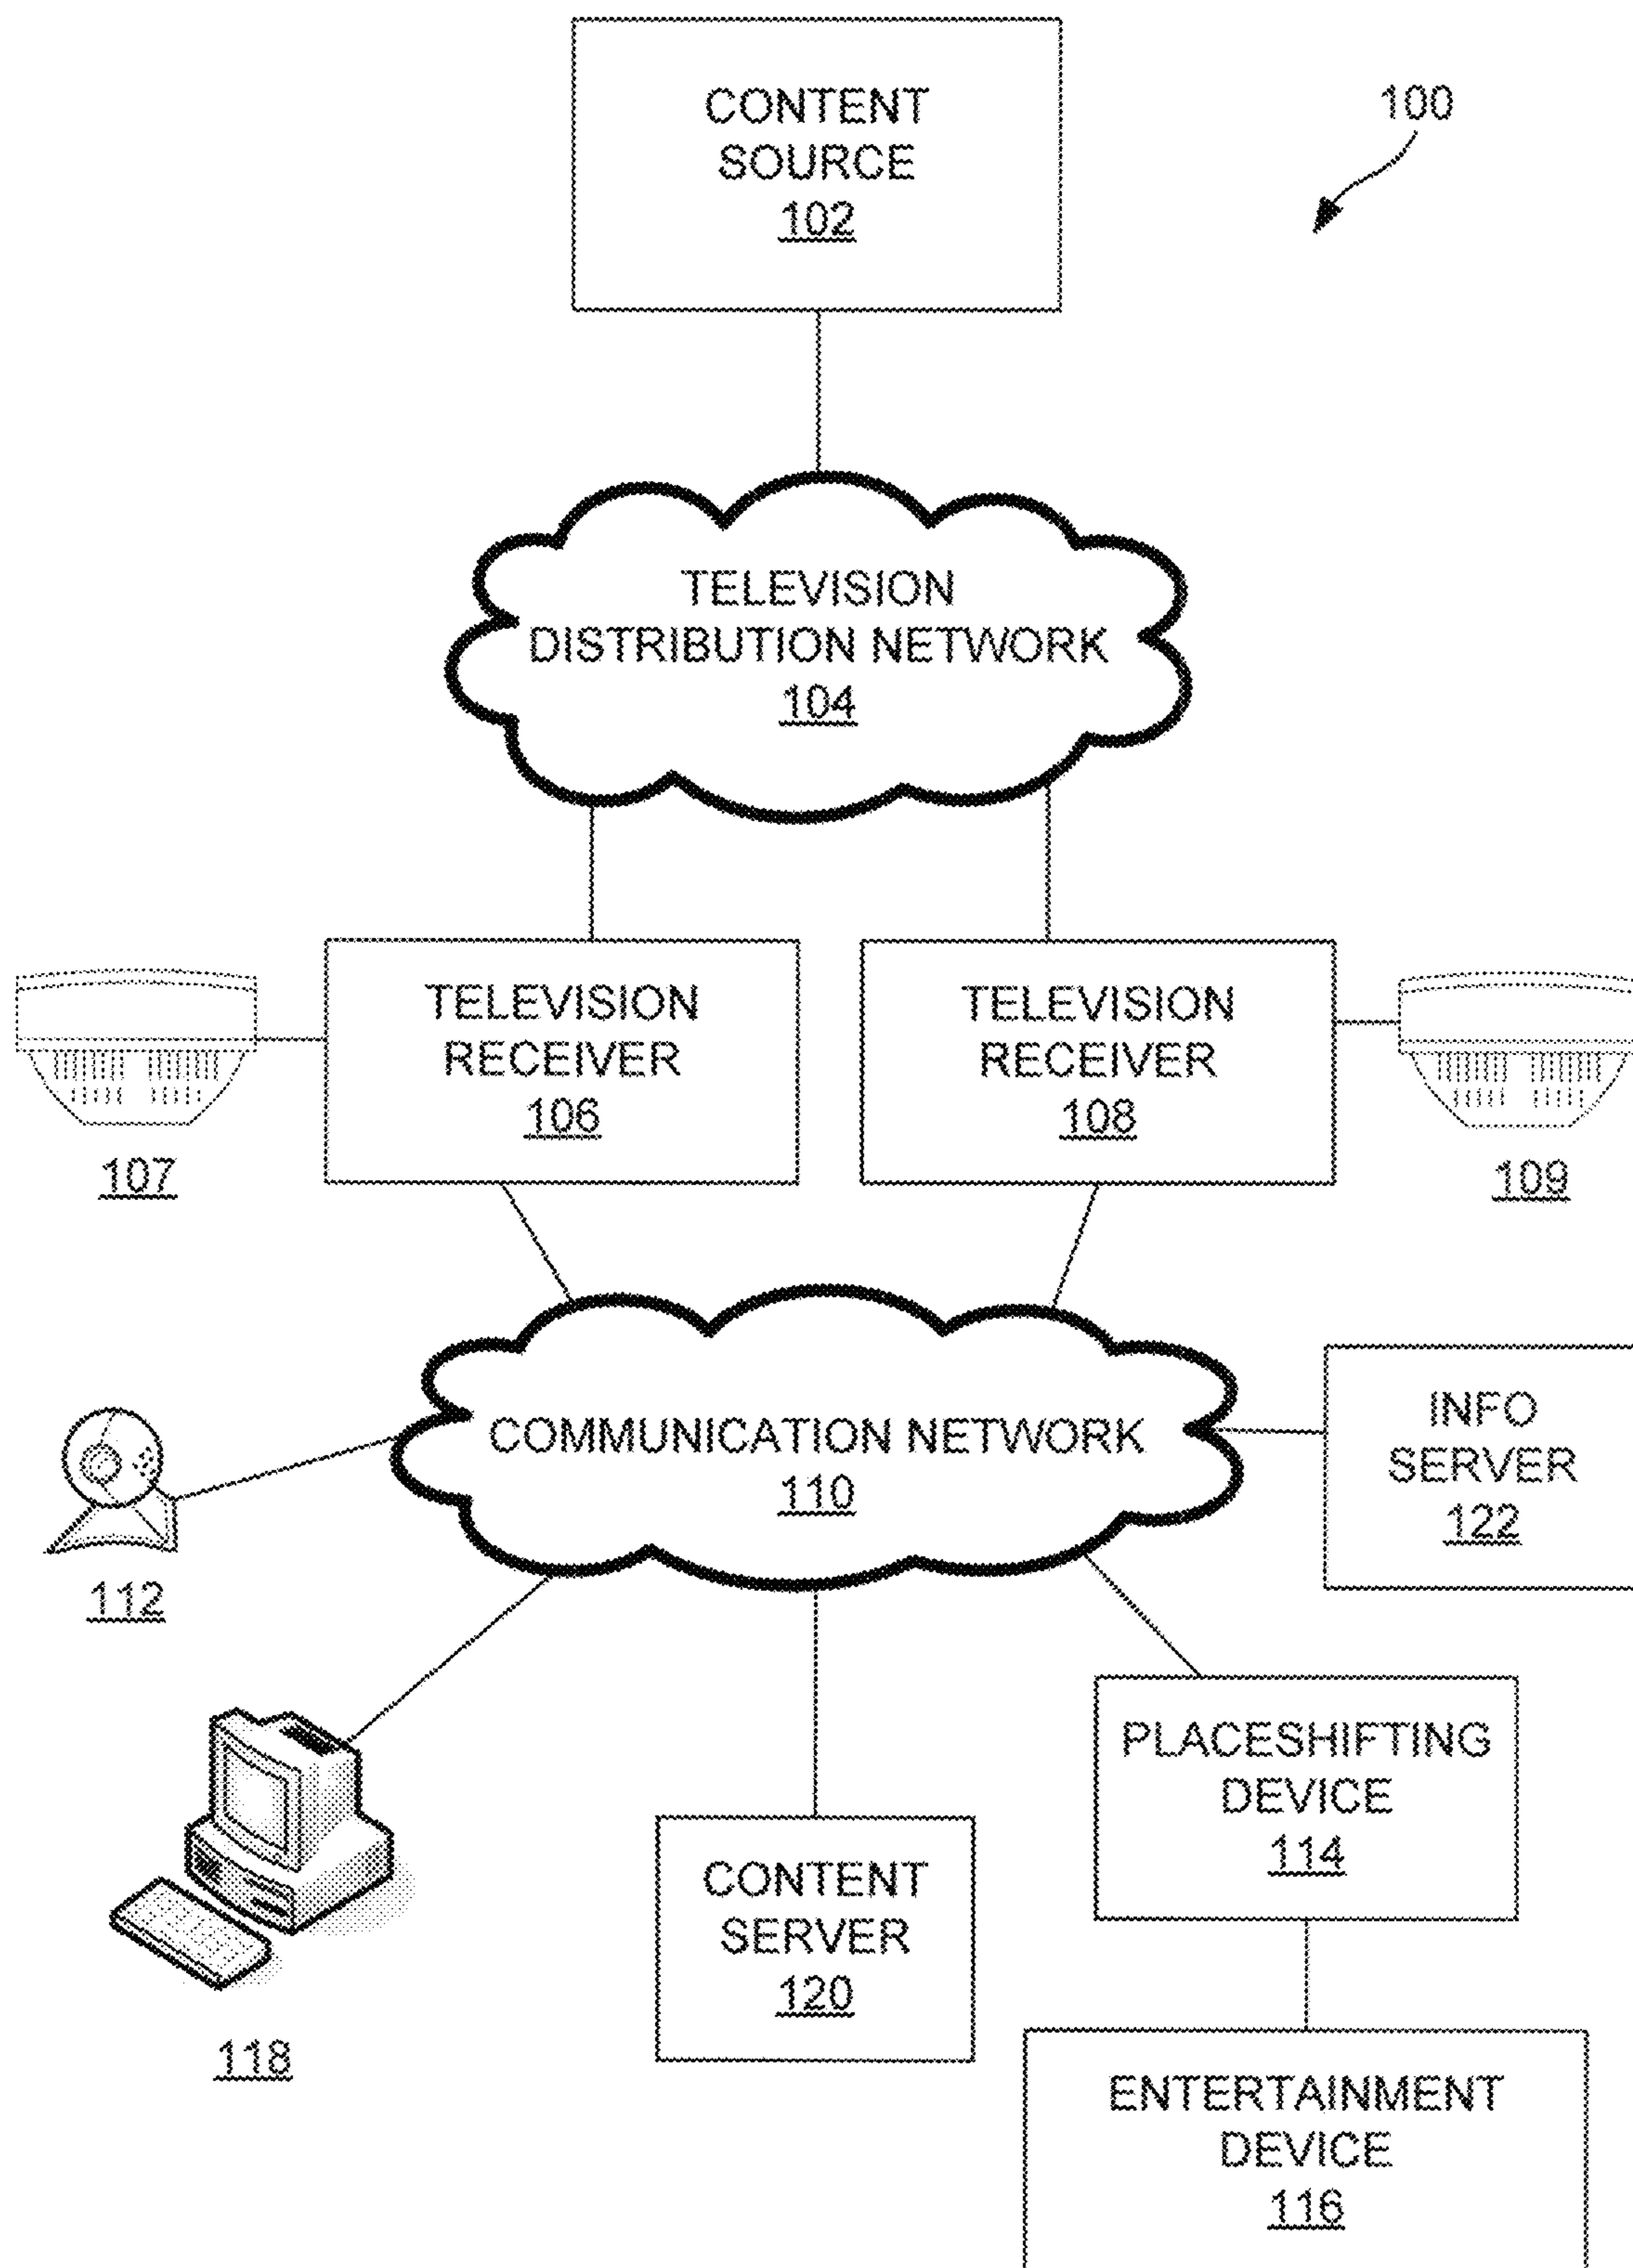 CONTENT
SOURCE
102
100
TELEVISION
DISTRIBUTION NETWORK
104
TELEVISION
RECEIVER
106
TELEVISION
RECEIVER
108
107
109
COMMUNICATION NETWORK
110
INFO
SERVER
122
112
PLACESHIFTING
DEVICE
114
CONTENT
SERVER
120
118
ENTERTAINMENT
DEVICE
116